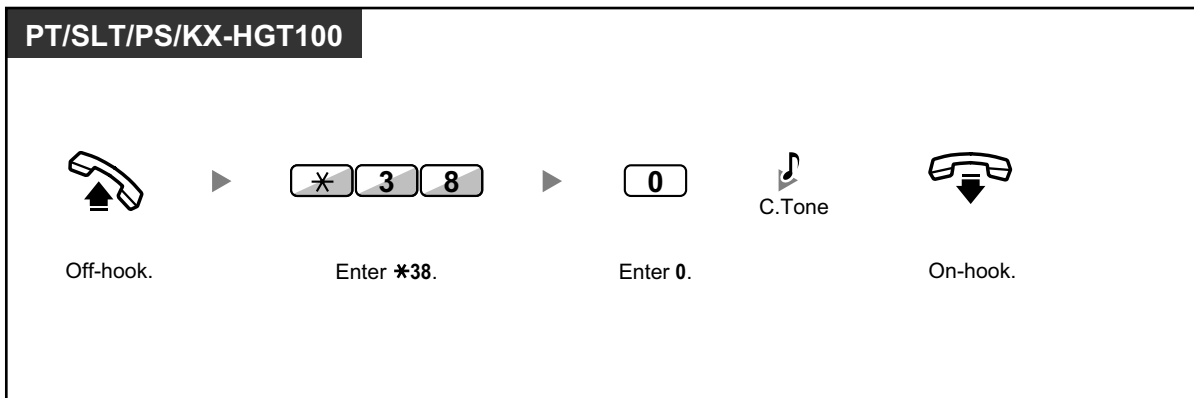 PT/SLT/PS/KX-HGT100
* 3 8 0
C.Tone
Off-hook. Enter *38. Enter 0. On-hook.